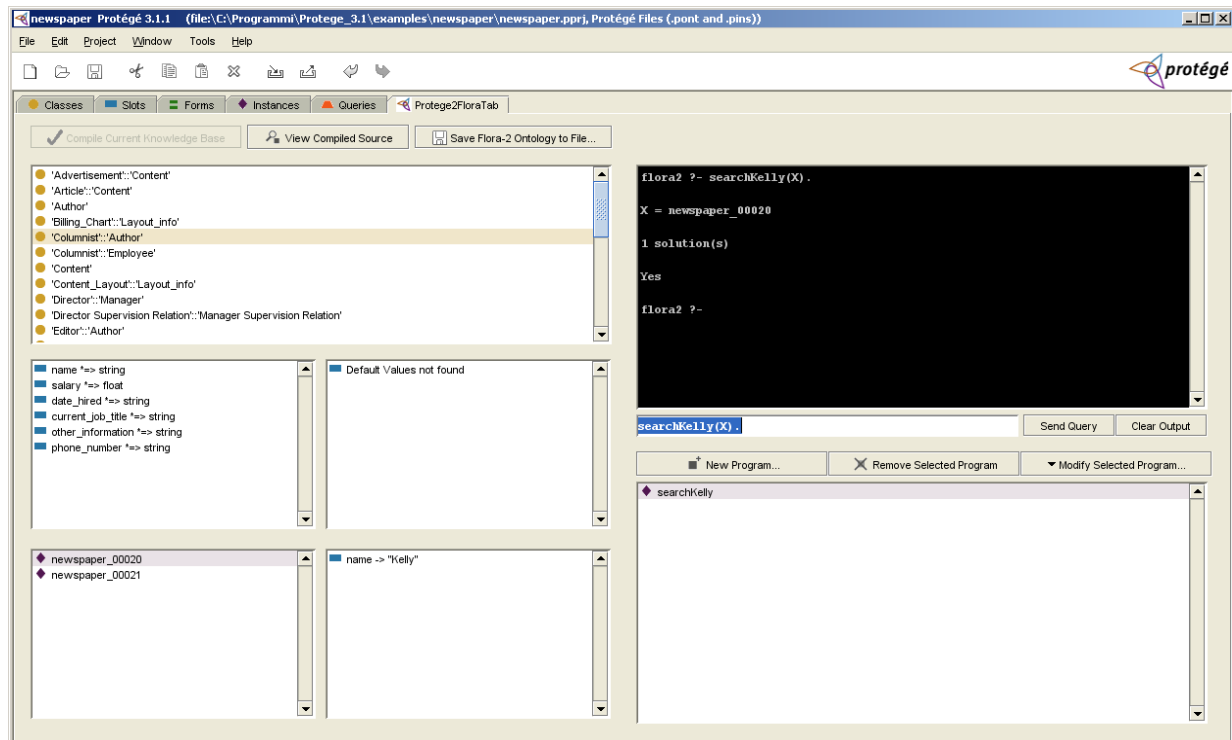 newspaper Protégé 3.1.1 (file:\C:\Programmi\Protege_3.1\examples\newspaper\newspaper.pprj, Protégé Files (.pont and .pins))
File Edit Project Window Tools Help
protégé
Classes Slots Forms Instances Queries Protege2FloraTab
Compile Current Knowledge Base View Compiled Source Save Flora-2 Ontology to File...
'Advertisement'::'Content'
'Article'::'Content'
'Author'
'Billing_Chart'::'Layout_info'
'Columnist'::'Author'
'Columnist'::'Employee'
'Content'
'Content_Layout'::'Layout_info'
'Director'::'Manager'
'Director Supervision Relation'::'Manager Supervision Relation'
'Editor'::'Author'
name *=> string
salary *=> float
date_hired *=> string
current_job_title *=> string
other_information *=> string
phone_number *=> string
Default Values not found
newspaper_00020
newspaper_00021
name -> "Kelly"
flora2 ?- searchKelly(X).
X = newspaper_00020
1 solution(s)
Yes
flora2 ?-
searchKelly(X).
Send Query Clear Output
New Program... Remove Selected Program Modify Selected Program...
searchKelly